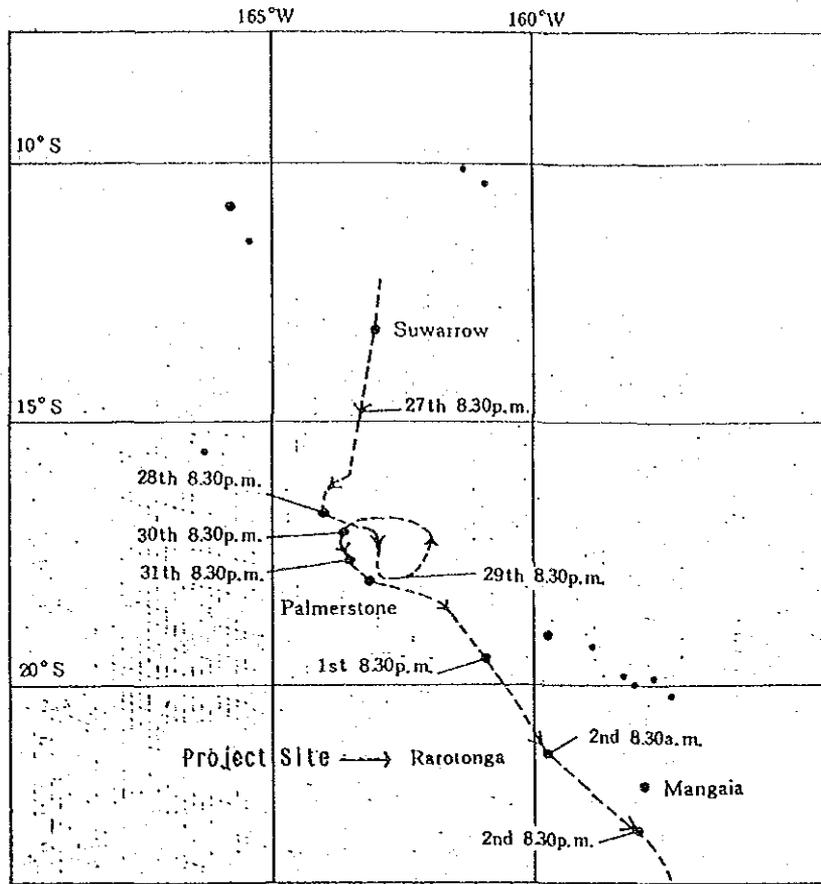 165°W 160°W
10°S
Suwarrow
27th 8.30p.m.
15°S
28th 8.30p.m.
30th 8.30p.m.
31th 8.30p.m.
29th 8.30p.m.
Palmerstone
1st 8.30p.m.
20°S
2nd 8.30a.m.
Project Site Rarotonga
Mangaia
2nd 8.30p.m.